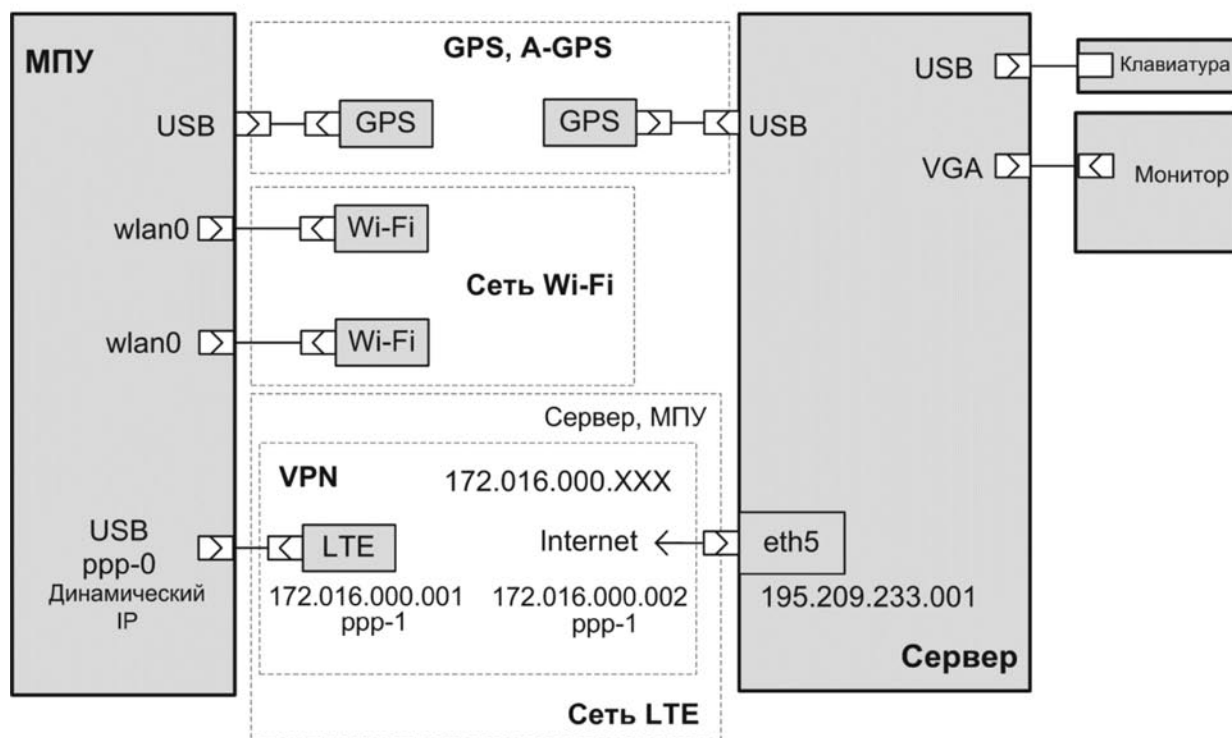 МПУ
GPS, A-GPS
USB
GPS
GPS
USB
USB
Клавиатура
VGA
Монитор
wlan0
Wi-Fi
Сеть Wi-Fi
wlan0
Wi-Fi
Сервер, МПУ
VPN
172.016.000.XXX
USB
ppp-0
Динамический
IP
LTE
Internet
eth5
172.016.000.001
ppp-1
172.016.000.002
ppp-1
195.209.233.001
Сервер
Сеть LTE